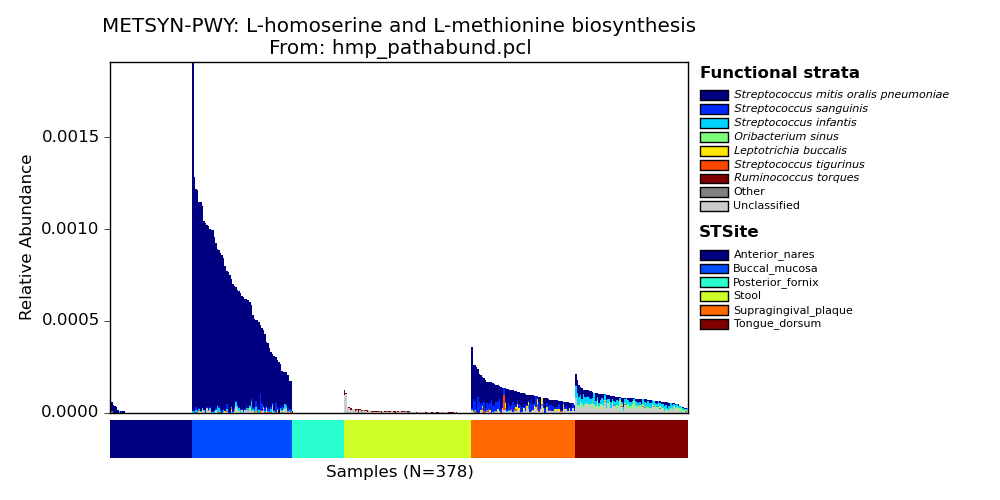 METSYN-PWY: L-homoserine and L-methionine biosynthesis
From: hmp_pathabund.pcl
Relative Abundance
0.0015
0.0010
0.0005
0.0000
Samples (N=378)
Functional strata
Streptococcus mitis oralis pneumoniae
Streptococcus sanguinis
Streptococcus infantis
Oribacterium sinus
Leptotrichia buccalis
Streptococcus tigurinus
Ruminococcus torques
Other
Unclassified
STSite
Anterior_nares
Buccal_mucosa
Posterior_fornix
Stool
Supragingival_plaque
Tongue_dorsum